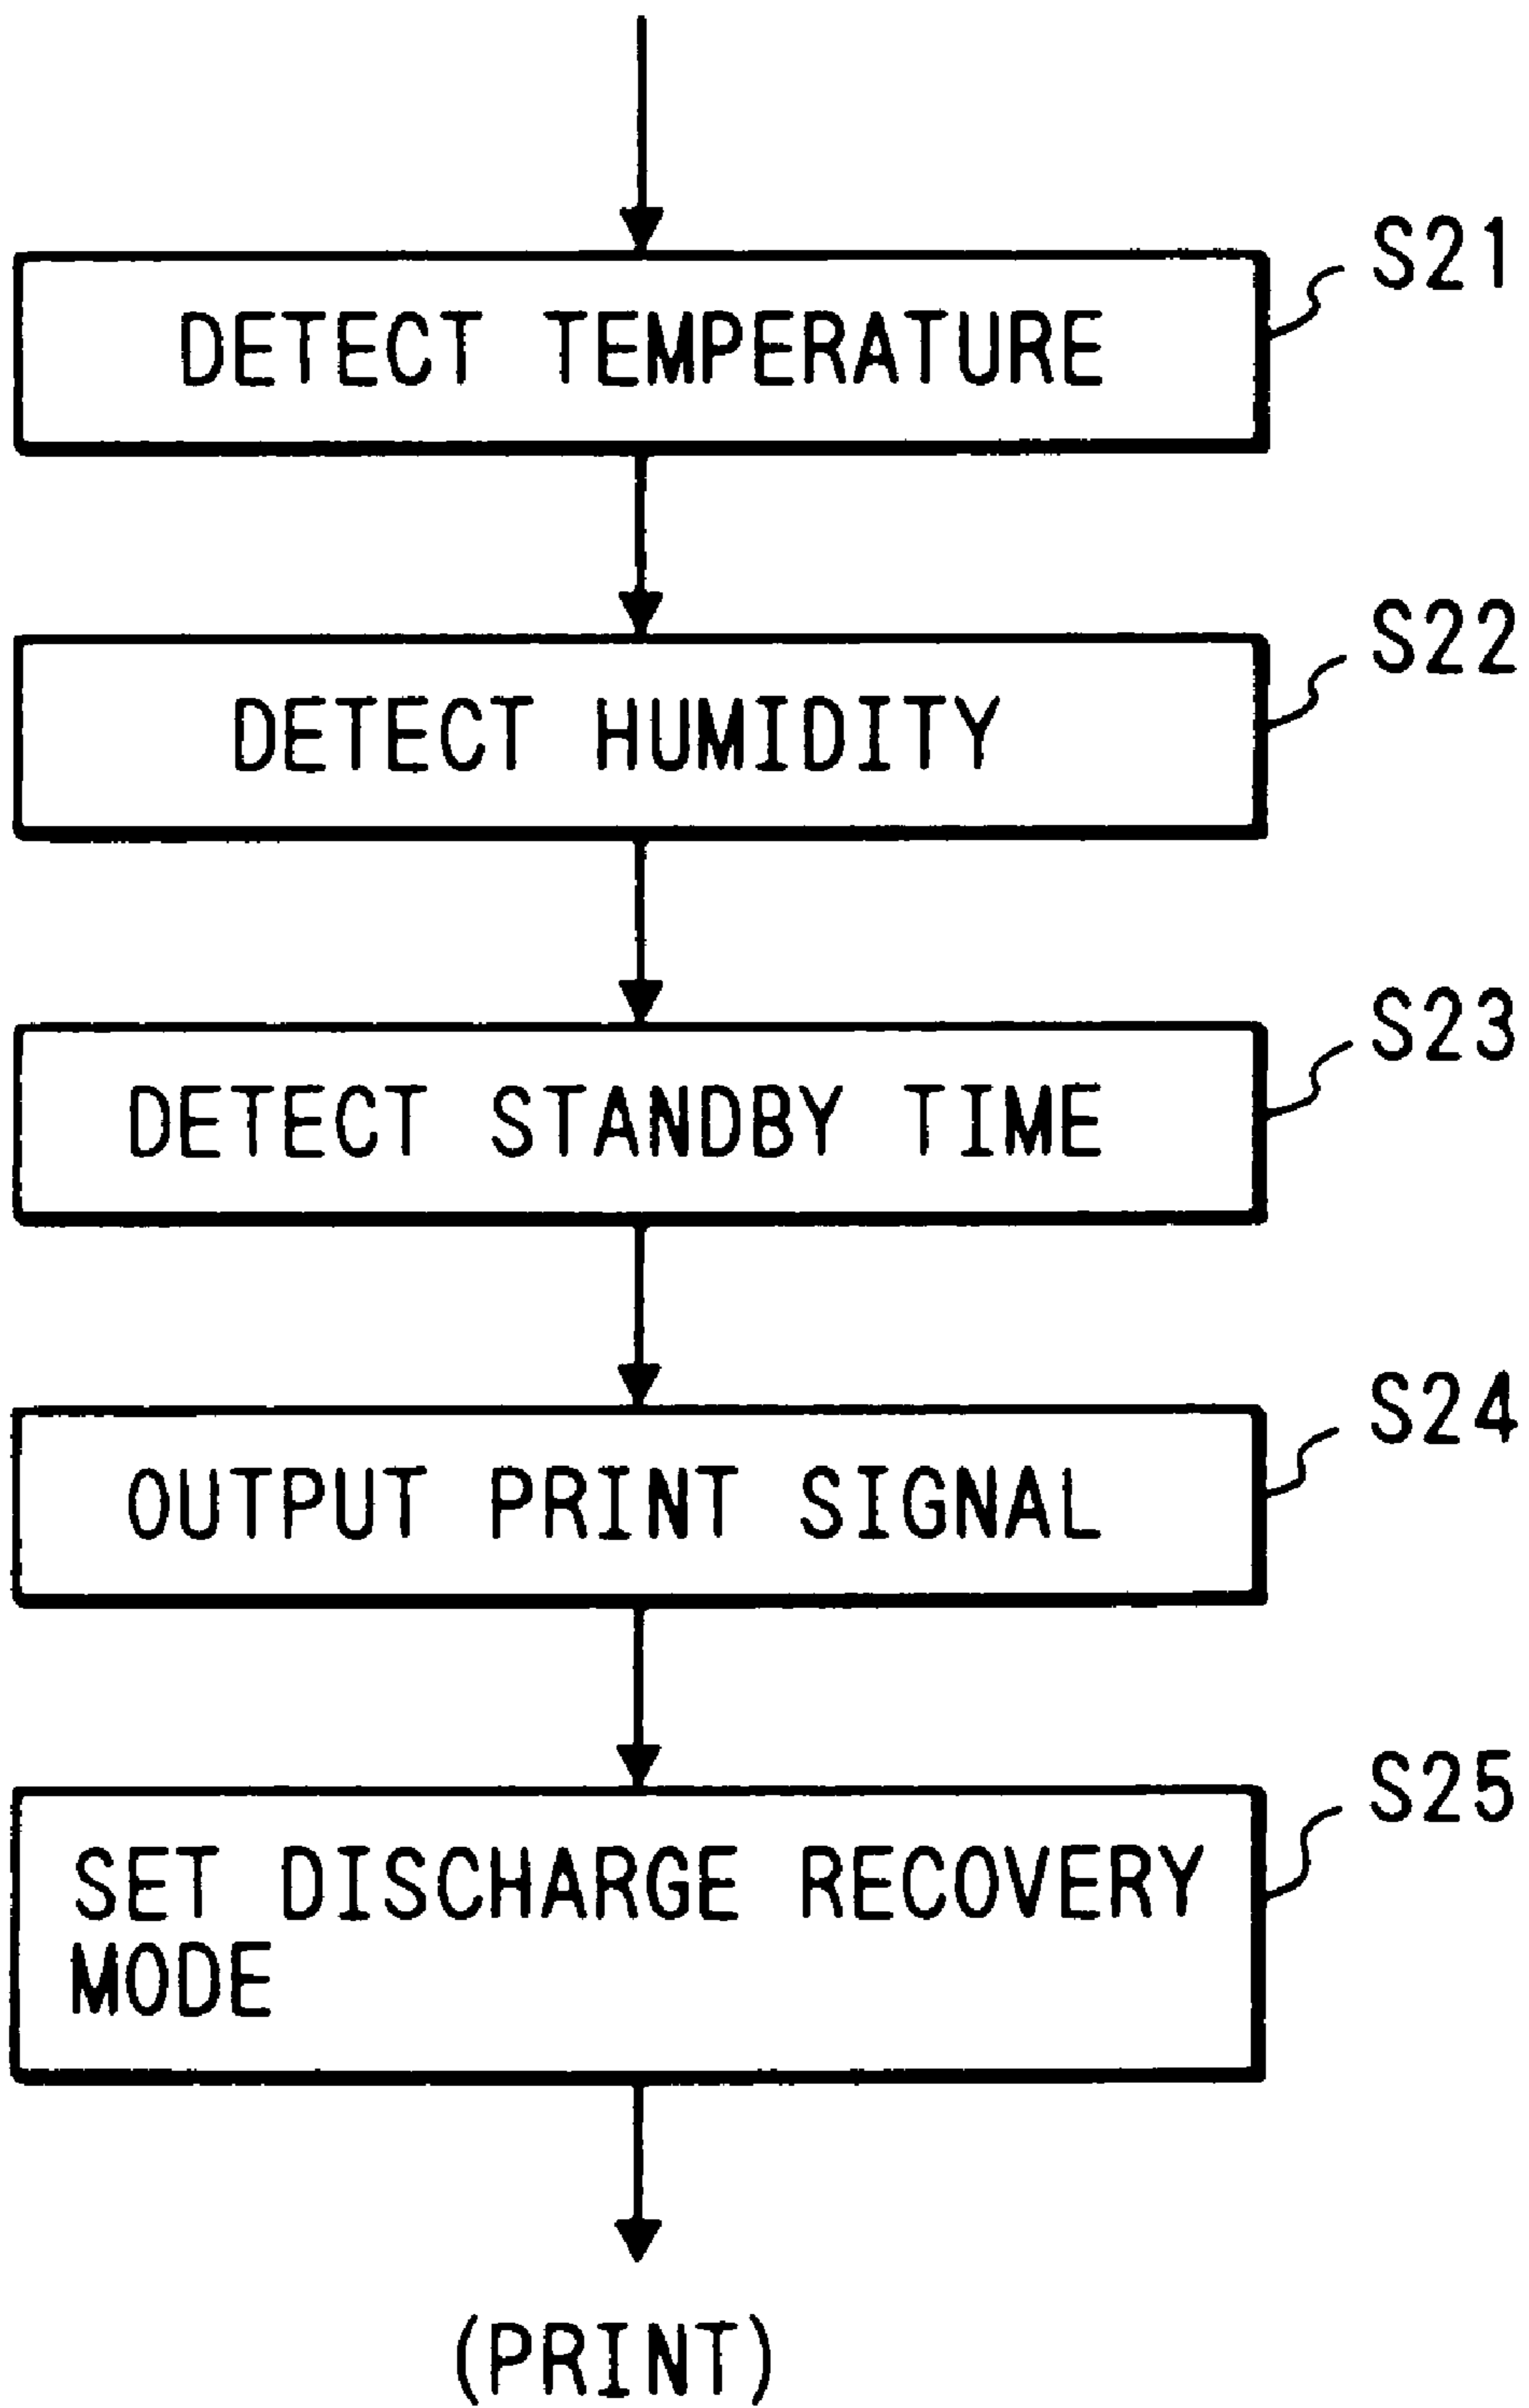 S21
DETECT TEMPERATURE
S22
DETECT HUMIDITY
S23
DETECT STANDBY TIME
S24
OUTPUT PRINT SIGNAL
S25
SET DISCHARGE RECOVERY
MODE
(PRINT)